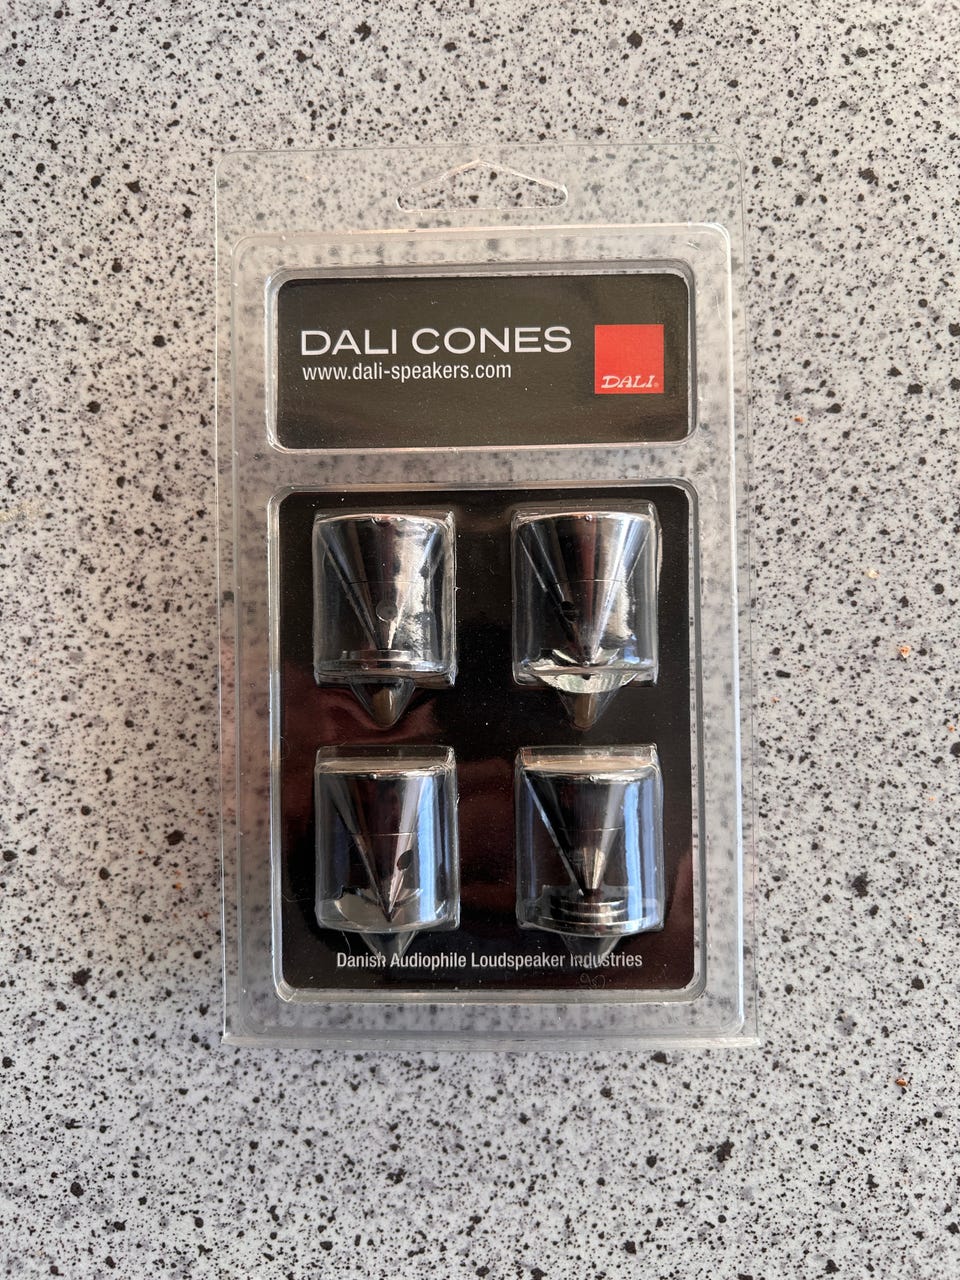 DALI CONES
www.dali-speakers.com
DALI®
Danish Audiophile Loudspeaker Industries